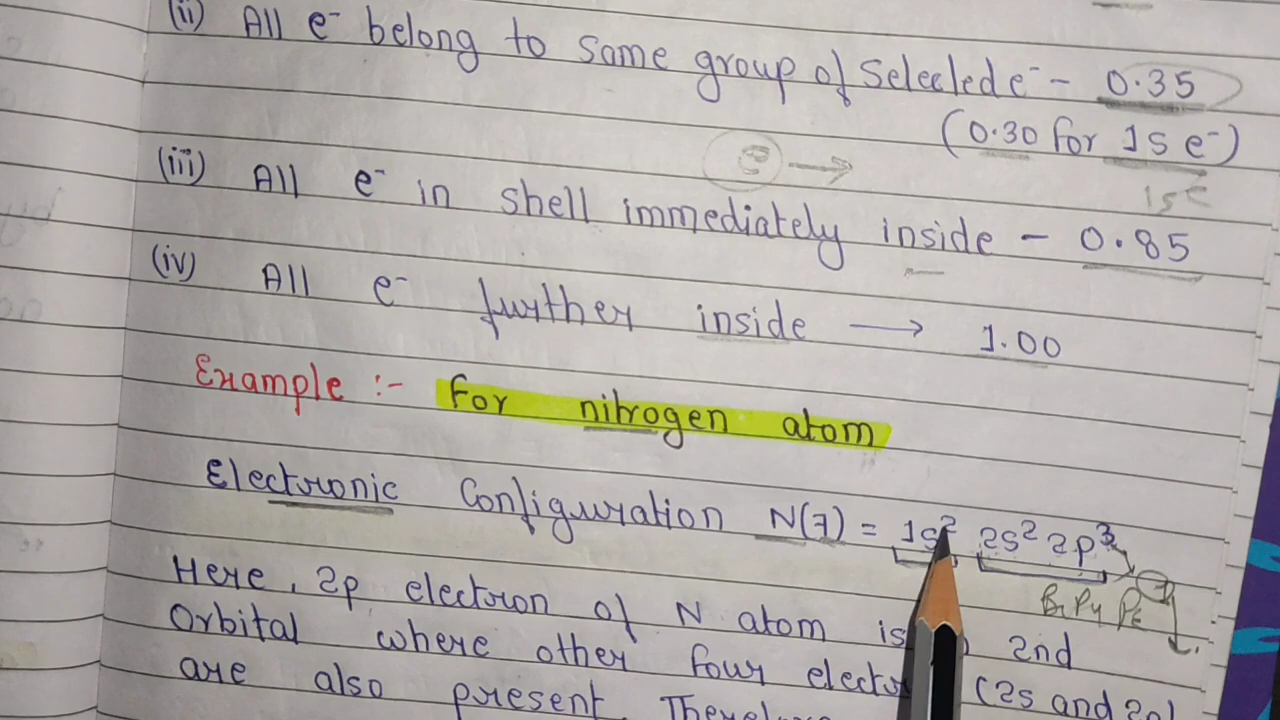 (ii) All e⁻ belong to same group of Selected e⁻ - 0.35
(0.30 for 1s e⁻)
e →
1s
(iii) All e⁻ in shell immediately inside - 0.85
(iv) All e⁻ further inside → 1.00
Example :- For nitrogen atom
Electronic Configuration N(7) = 1s² 2s² 2p³
Here, 2p electron of N atom is 2nd
Orbital where other four (2s and 2p)
are also present.